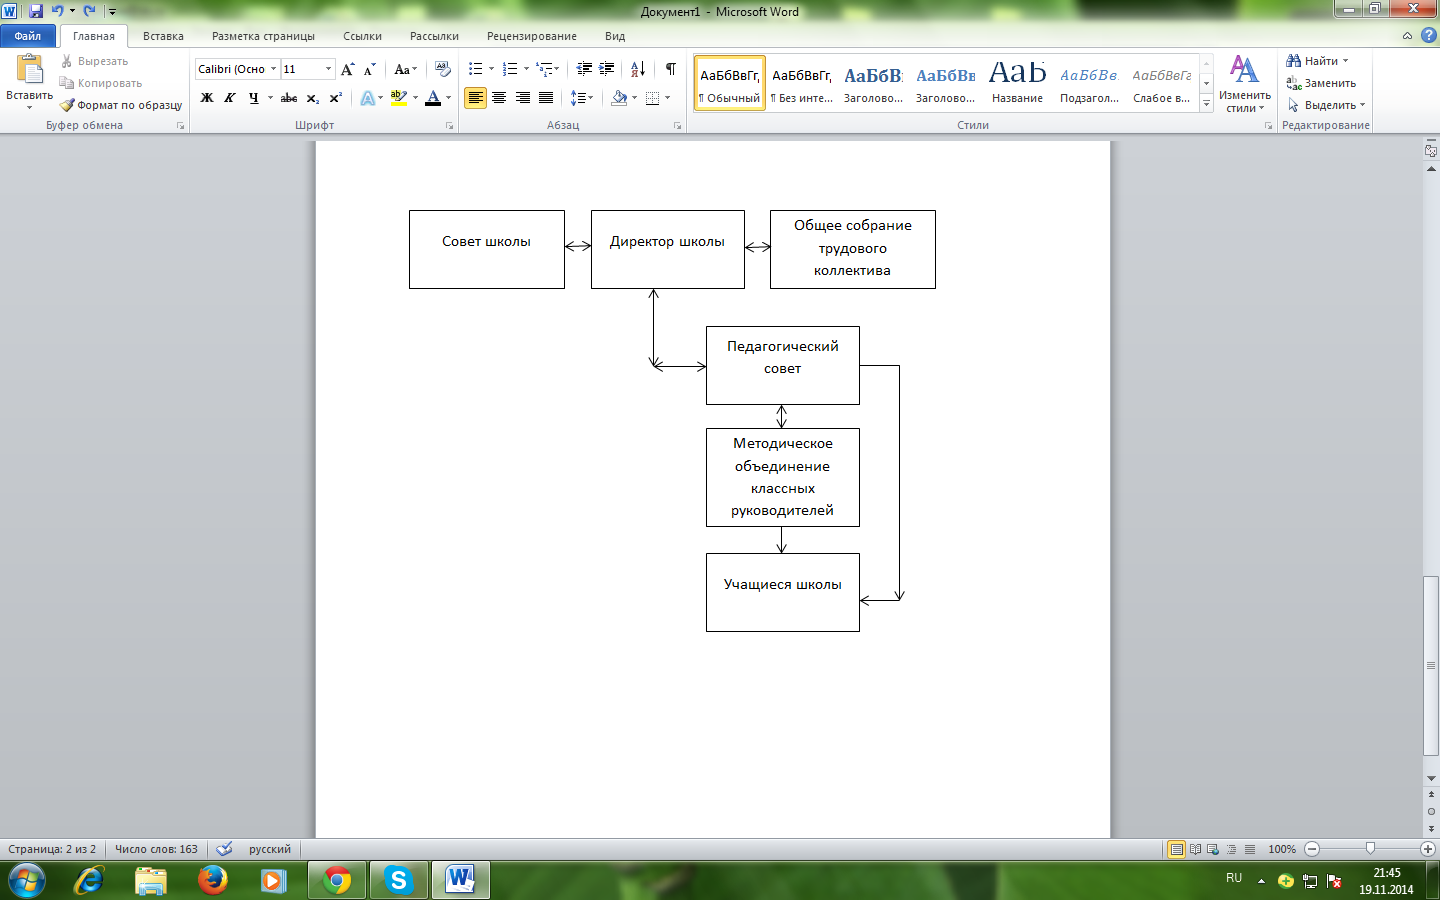 Документ1 - Microsoft Word
Файл
Главная
Вставка
Разметка страницы
Ссылки
Рассылки
Рецензирование
Вид
Вставить
Вырезать
Копировать
Формат по образцу
Буфер обмена
Calibri (Осно
11
Aa
Ж К Ч abc x₂ x²
Шрифт
Абзац
АаБбВвГг,
¶ Обычный
АаБбВвГг,
¶ Без инте...
АаБбВ
Заголово...
АаБбВв
Заголово...
АаБ
Название
АаБбВв.
Подзагол...
АаБбВвГг
Слабое в...
Изменить
стили
Стили
Найти
Заменить
Выделить
Редактирование
Совет школы
Директор школы
Общее собрание
трудового
коллектива
Педагогический
совет
Методическое
объединение
классных
руководителей
Учащиеся школы
Страница: 2 из 2
Число слов: 163
русский
100%
RU
21:45
19.11.2014